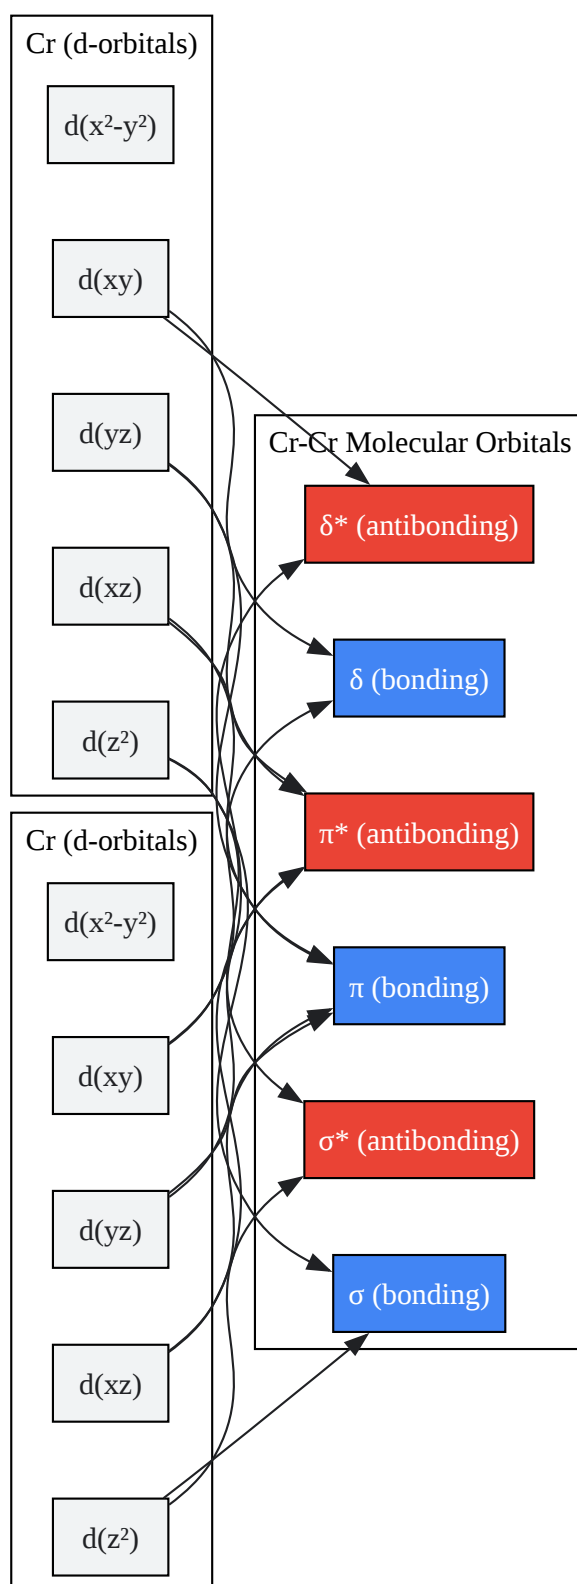 Cr (d-orbitals)
d(x²-y²)
d(xy)
d(yz)
d(xz)
d(z²)
Cr (d-orbitals)
d(x²-y²)
d(xy)
d(yz)
d(xz)
d(z²)
Cr-Cr Molecular Orbitals
δ* (antibonding)
δ (bonding)
π* (antibonding)
π (bonding)
σ* (antibonding)
σ (bonding)